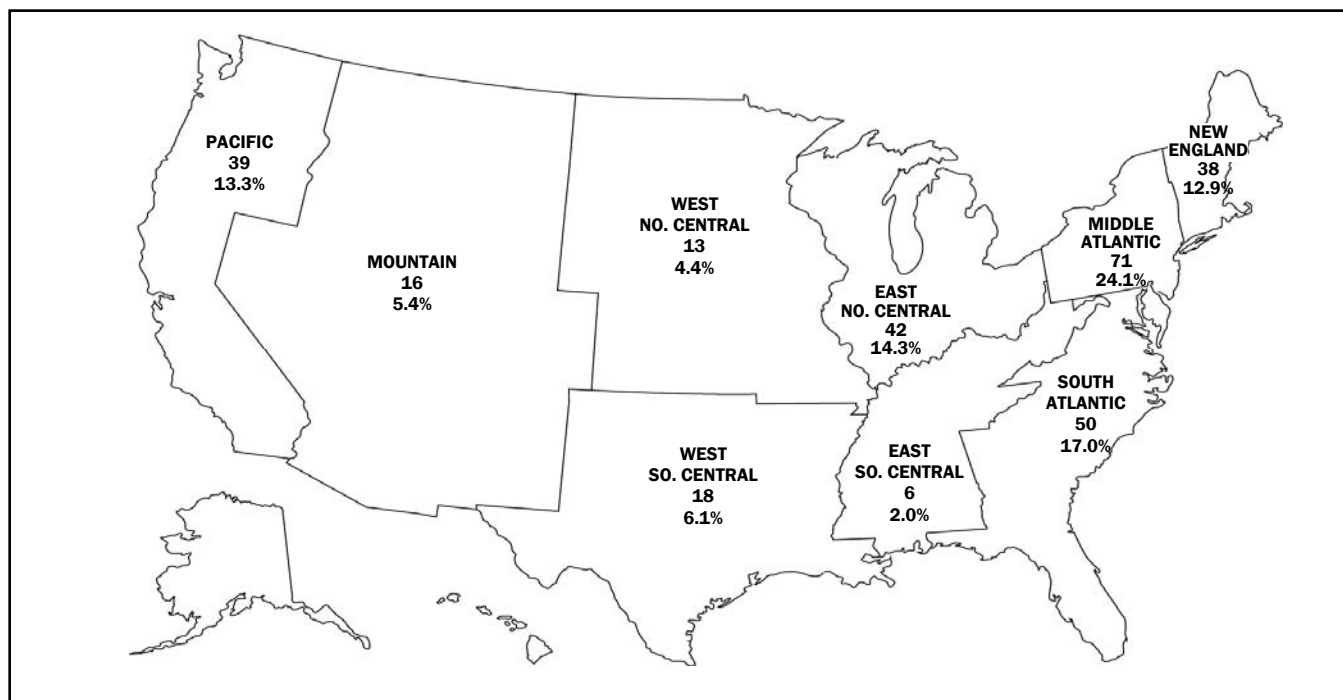 PACIFIC
39
13.3%
MOUNTAIN
16
5.4%
WEST
NO. CENTRAL
13
4.4%
WEST
SO. CENTRAL
18
6.1%
EAST
NO. CENTRAL
42
14.3%
EAST
SO. CENTRAL
6
2.0%
SOUTH
ATLANTIC
50
17.0%
MIDDLE
ATLANTIC
71
24.1%
NEW
ENGLAND
38
12.9%